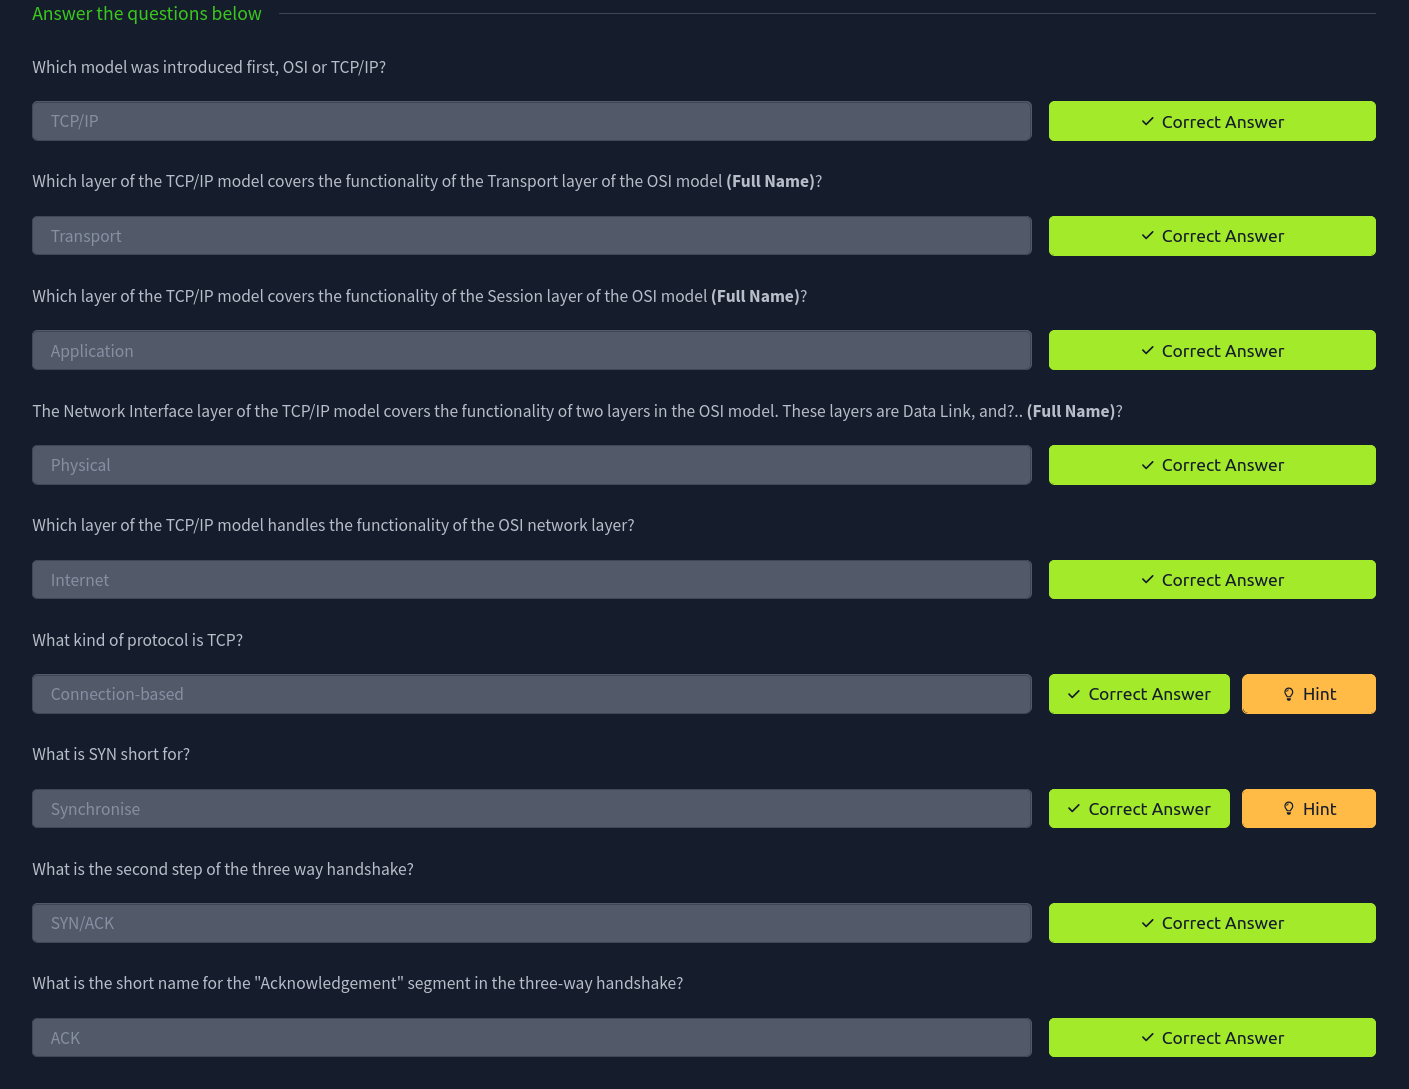 Answer the questions below
Which model was introduced first, OSI or TCP/IP?
TCP/IP
Correct Answer
Which layer of the TCP/IP model covers the functionality of the Transport layer of the OSI model (Full Name)?
Transport
Correct Answer
Which layer of the TCP/IP model covers the functionality of the Session layer of the OSI model (Full Name)?
Application
Correct Answer
The Network Interface layer of the TCP/IP model covers the functionality of two layers in the OSI model. These layers are Data Link, and?.. (Full Name)?
Physical
Correct Answer
Which layer of the TCP/IP model handles the functionality of the OSI network layer?
Internet
Correct Answer
What kind of protocol is TCP?
Connection-based
Correct Answer
Hint
What is SYN short for?
Synchronise
Correct Answer
Hint
What is the second step of the three way handshake?
SYN/ACK
Correct Answer
What is the short name for the "Acknowledgement" segment in the three-way handshake?
ACK
Correct Answer